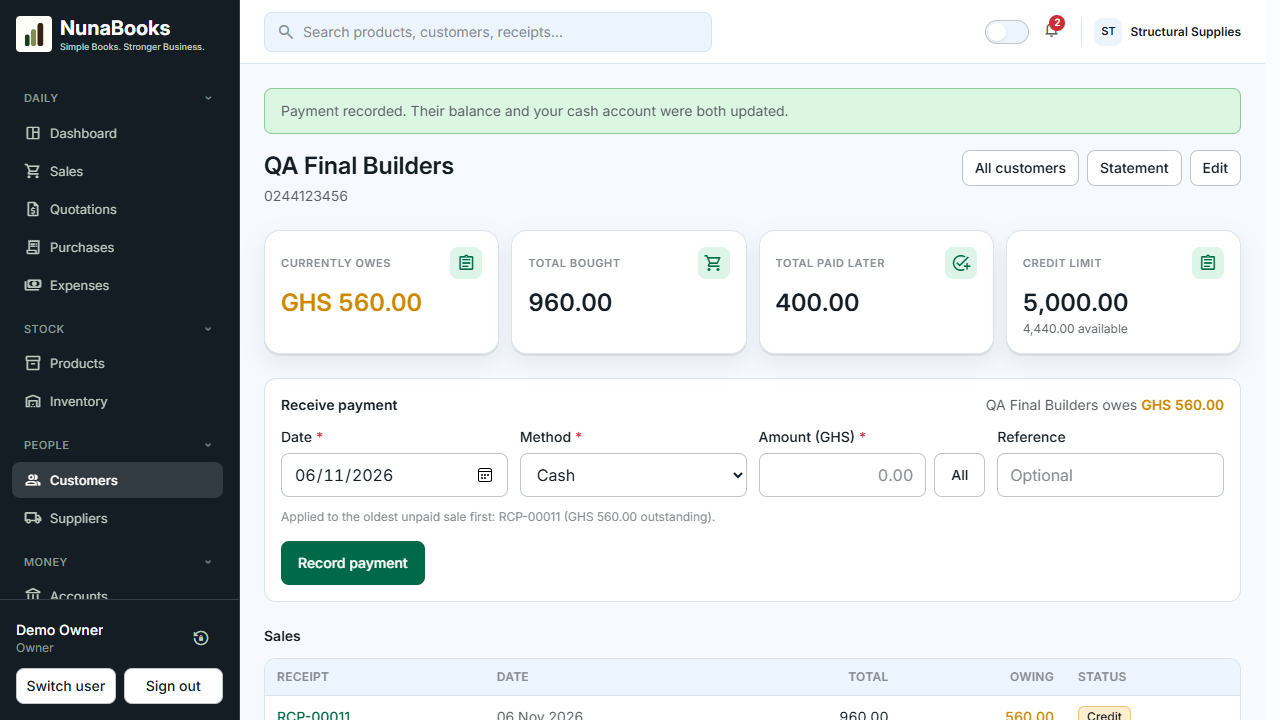 NunaBooks
Simple Books. Stronger Business.
DAILY
Dashboard
Sales
Quotations
Purchases
Expenses
STOCK
Products
Inventory
PEOPLE
Customers
Suppliers
MONEY
Accounts
Demo Owner
Owner
Switch user
Sign out
Search products, customers, receipts...
2
ST
Structural Supplies
Payment recorded. Their balance and your cash account were both updated.
QA Final Builders
0244123456
All customers
Statement
Edit
CURRENTLY OWES
GHS 560.00
TOTAL BOUGHT
960.00
TOTAL PAID LATER
400.00
CREDIT LIMIT
5,000.00
4,440.00 available
Receive payment
QA Final Builders owes GHS 560.00
Date *
Method *
Amount (GHS) *
Reference
06/11/2026
Cash
0.00
All
Optional
Applied to the oldest unpaid sale first: RCP-00011 (GHS 560.00 outstanding).
Record payment
Sales
RECEIPT DATE TOTAL OWING STATUS
RCP-00011 06 Nov 2026 960.00 560.00 Credit